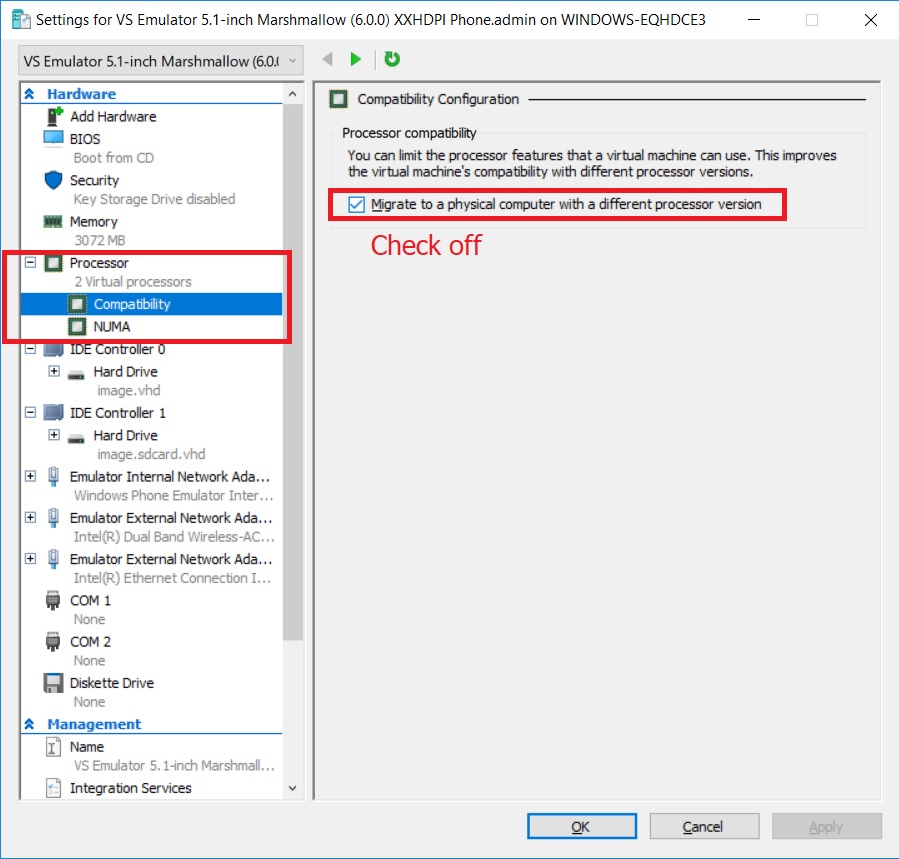 Settings for VS Emulator 5.1-inch Marshmallow (6.0.0) XXHDPI Phone.admin on WINDOWS-EQHDCE3
VS Emulator 5.1-inch Marshmallow (6.0.(
Hardware
Add Hardware
BIOS
Boot from CD
Security
Key Storage Drive disabled
Memory
3072 MB
Processor
2 Virtual processors
Compatibility
NUMA
IDE Controller 0
Hard Drive
image.vhd
IDE Controller 1
Hard Drive
image.sdcard.vhd
Emulator Internal Network Ada...
Windows Phone Emulator Inter...
Emulator External Network Ada...
Intel(R) Dual Band Wireless-AC...
Emulator External Network Ada...
Intel(R) Ethernet Connection I...
COM 1
None
COM 2
None
Diskette Drive
None
Management
Name
VS Emulator 5.1-inch Marshmall...
Integration Services
Compatibility Configuration
Processor compatibility
You can limit the processor features that a virtual machine can use. This improves
the virtual machine's compatibility with different processor versions.
Migrate to a physical computer with a different processor version
Check off
OK
Cancel
Apply